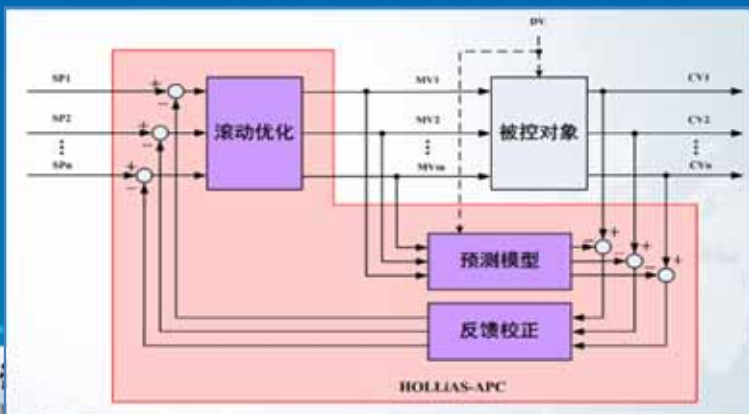 DV
SP1
MV1
CV1
SP2
滚动优化
MV2
被控对象
CV2
SPn
MVm
CVn
预测模型
反馈校正
HOLLiAS-APC